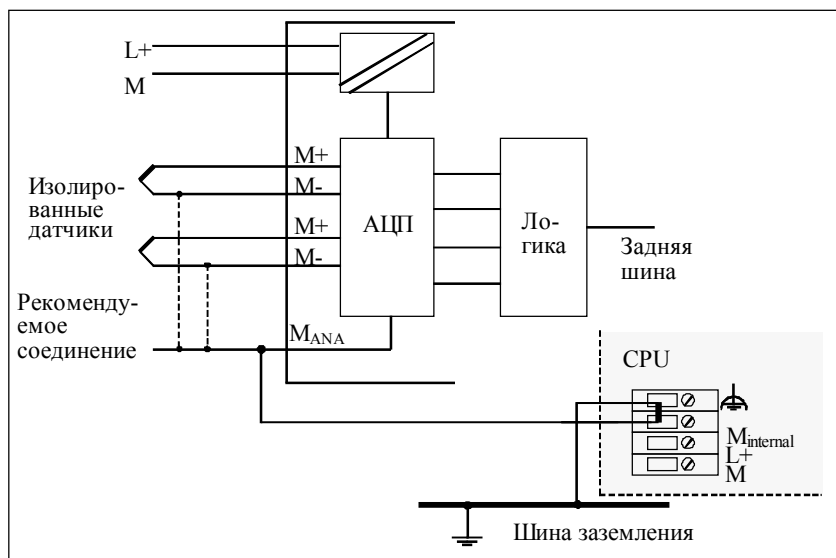 L+
M
M+
M-
M+
M-
Изолиро-
ванные
датчики
АЦП
Ло-
гика
Задняя
шина
Рекоменду-
емое
соединение
MANA
CPU
Minternal
L+
M
Шина заземления